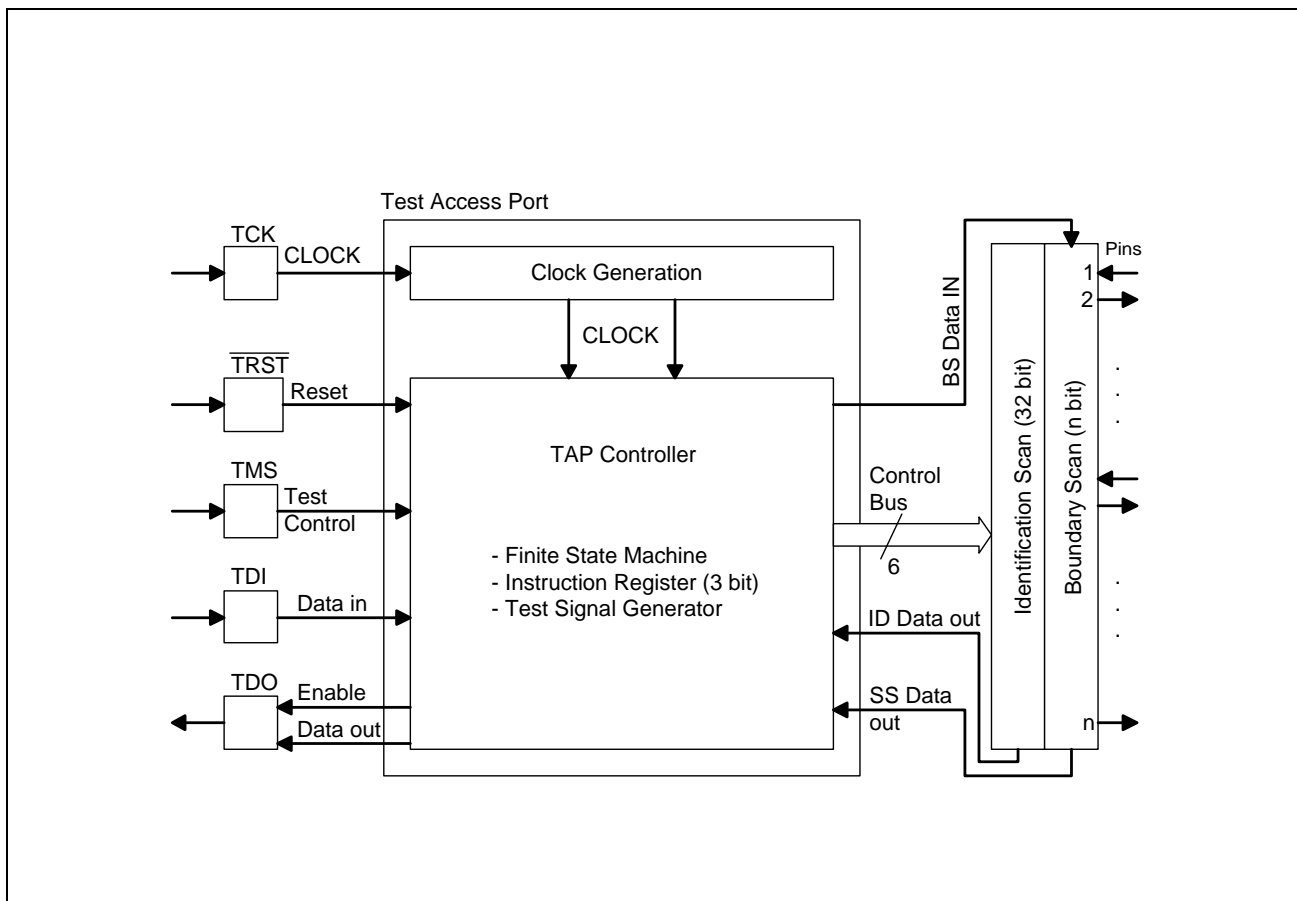 Test Access Port
TCK
CLOCK
Clock Generation
CLOCK
TRST
Reset
TMS
Test
Control
TDI
Data in
TDO
Enable
Data out
TAP Controller
- Finite State Machine
- Instruction Register (3 bit)
- Test Signal Generator
BS Data IN
Control
Bus
6
ID Data out
SS Data
out
Identification Scan (32 bit)
Boundary Scan (n bit)
Pins
1
2
n